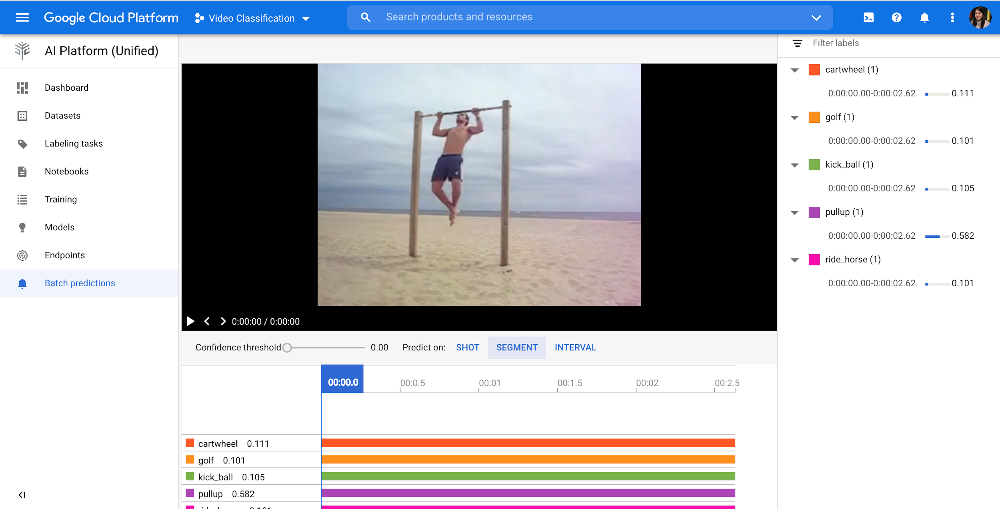 Google Cloud Platform
Video Classification
Search products and resources
AI Platform (Unified)
Dashboard
Datasets
Labeling tasks
Notebooks
Training
Models
Endpoints
Batch predictions
0:00:00 / 0:00:00
Confidence threshold 0.00 Predict on: SHOT SEGMENT INTERVAL
00:00.0 00:0.5 00:01 00:1.5 00:02 00:2.5
cartwheel 0.111
golf 0.101
kick_ball 0.105
pullup 0.582
Filter labels
cartwheel (1)
0:00:00.00-0:00:02.62 0.111
golf (1)
0:00:00.00-0:00:02.62 0.101
kick_ball (1)
0:00:00.00-0:00:02.62 0.105
pullup (1)
0:00:00.00-0:00:02.62 0.582
ride_horse (1)
0:00:00.00-0:00:02.62 0.101